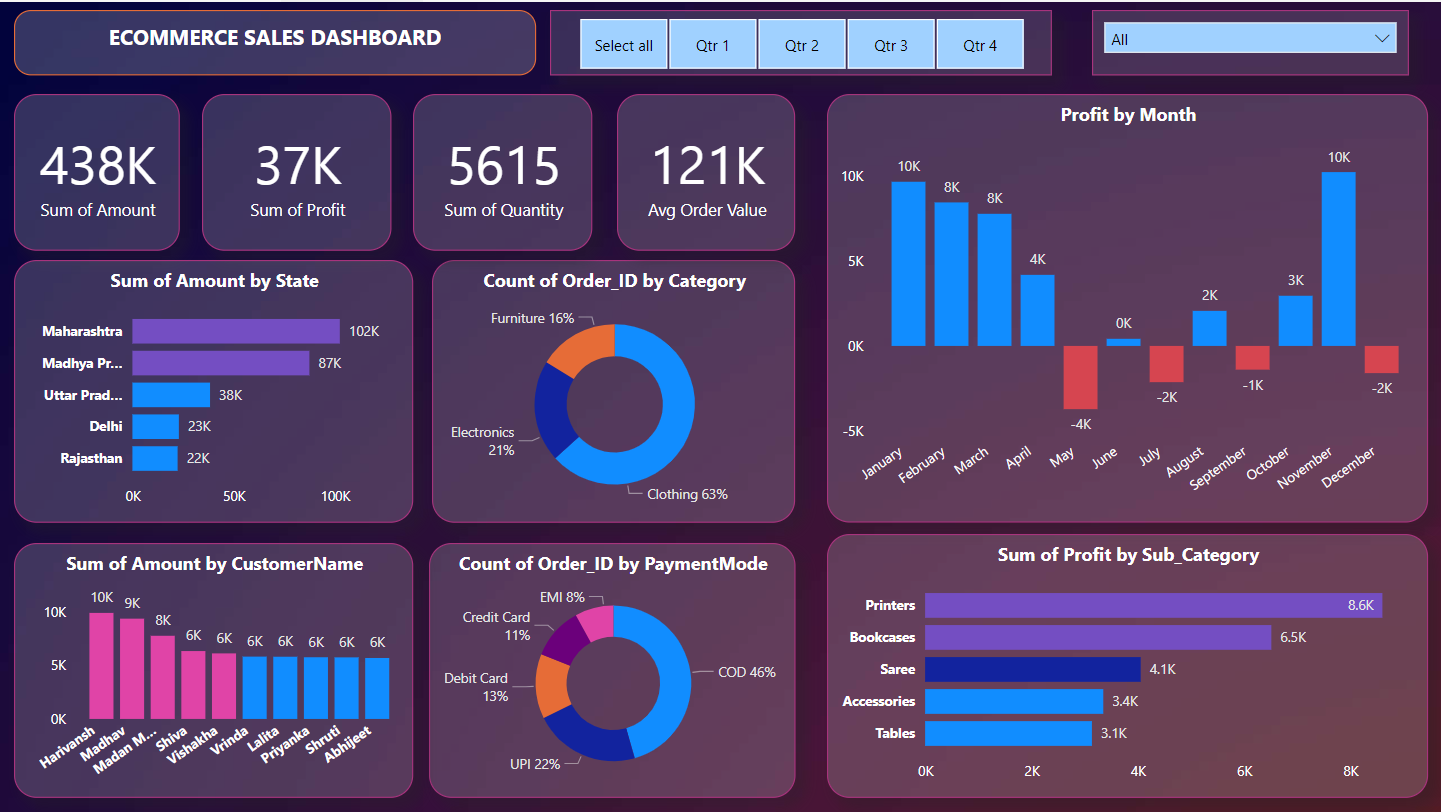 ECOMMERCE SALES DASHBOARD
Select all
Qtr 1
Qtr 2
Qtr 3
Qtr 4
All
438K
Sum of Amount
37K
Sum of Profit
5615
Sum of Quantity
121K
Avg Order Value
Profit by Month
10K
5K
0K
-5K
10K
8K
8K
4K
-4K
0K
-2K
2K
-1K
3K
10K
-2K
January
February
March
April
May
June
July
August
September
October
November
December
Sum of Amount by State
Maharashtra 102K
Madhya Pr... 87K
Uttar Prad... 38K
Delhi 23K
Rajasthan 22K
0K 50K 100K
Count of Order_ID by Category
Furniture 16%
Electronics
21%
Clothing 63%
Sum of Amount by CustomerName
10K
5K
0K
10K
9K
8K
6K
6K
6K
6K
6K
6K
6K
Harivansh
Madhav
Madan M...
Shiva
Vishakha
Vrinda
Lalita
Priyanka
Shruti
Abhijeet
Count of Order_ID by PaymentMode
EMI 8%
Credit Card
11%
Debit Card
13%
UPI 22%
COD 46%
Sum of Profit by Sub_Category
Printers 8.6K
Bookcases 6.5K
Saree 4.1K
Accessories 3.4K
Tables 3.1K
0K 2K 4K 6K 8K